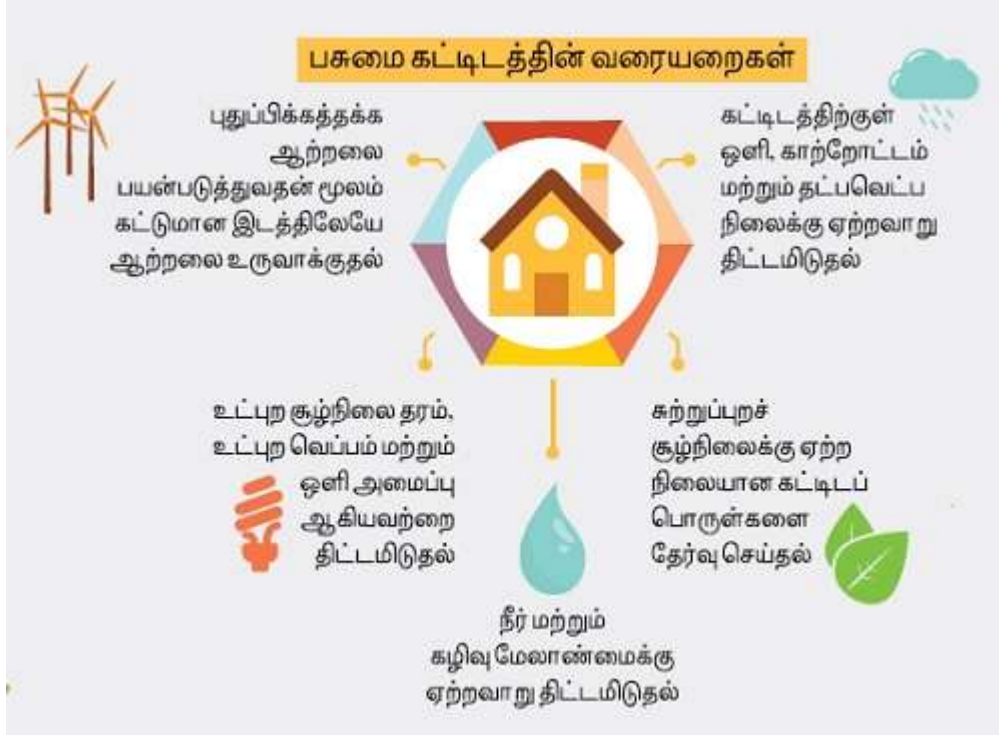 பசுமை கட்டிடத்தின் வரையறைகள்
புதுப்பிக்கத்தக்க
ஆற்றலை
பயன்படுத்துவதன் மூலம்
கட்டுமான இடத்திலேயே
ஆற்றலை உருவாக்குதல்
கட்டிடத்திற்குள்
ஒளி, காற்றோட்டம்
மற்றும் தட்பவெட்ப
நிலைக்கு ஏற்றவாறு
திட்டமிடுதல்
உட்புற சூழ்நிலை தரம்,
உட்புற வெப்பம் மற்றும்
ஒளி அமைப்பு
ஆகியவற்றை
திட்டமிடுதல்
சுற்றுப்புறச்
சூழ்நிலைக்கு ஏற்ற
நிலையான கட்டிடப்
பொருள்களை
தேர்வு செய்தல்
நீர் மற்றும்
கழிவு மேலாண்மைக்கு
ஏற்றவாறு திட்டமிடுதல்